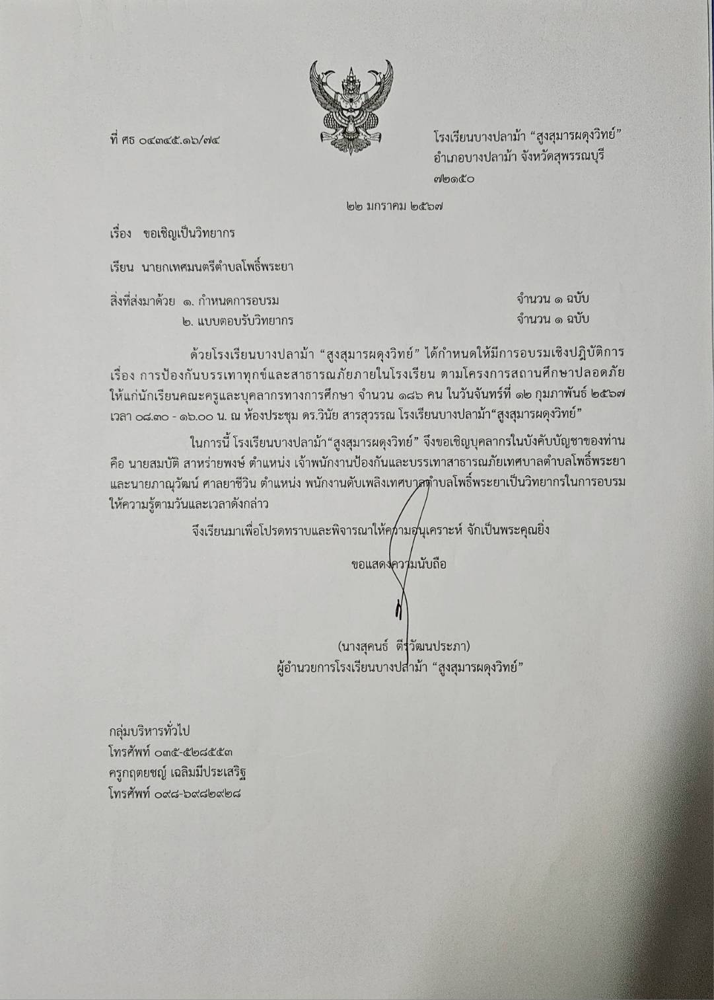 ที่ ศธ ๐๔๓๔๕.๑๖/๗๔
โรงเรียนบางปลาม้า “สูงสุมารผดุงวิทย์”
อำเภอบางปลาม้า จังหวัดสุพรรณบุรี
๗๒๑๕๐
๒๒ มกราคม ๒๕๖๗
เรื่อง ขอเชิญเป็นวิทยากร
เรียน นายกเทศมนตรีตำบลโพธิ์พระยา
สิ่งที่ส่งมาด้วย ๑. กำหนดการอบรม จำนวน ๑ ฉบับ
๒. แบบตอบรับวิทยากร จำนวน ๑ ฉบับ
ด้วยโรงเรียนบางปลาม้า “สูงสุมารผดุงวิทย์” ได้กำหนดให้มีการอบรมเชิงปฎิบัติการ
เรื่อง การป้องกันบรรเทาทุกข์และสาธารณภัยภายในโรงเรียน ตามโครงการสถานศึกษาปลอดภัย
ให้แก่นักเรียนคณะครูและบุคลากรทางการศึกษา จำนวน ๑๘๖ คน ในวันจันทร์ที่ ๑๒ กุมภาพันธ์ ๒๕๖๗
เวลา ๐๘.๓๐ - ๑๖.๐๐ น. ณ ห้องประชุม ดร.วินัย สารสุวรรณ โรงเรียนบางปลาม้า“สูงสุมารผดุงวิทย์”
ในการนี้ โรงเรียนบางปลาม้า“สูงสุมารผดุงวิทย์” จึงขอเชิญบุคลากรในบังคับบัญชาของท่าน
คือ นายสมบัติ สาหร่ายพงษ์ ตำแหน่ง เจ้าพนักงานป้องกันและบรรเทาสาธารณภัยเทศบาลตำบลโพธิ์พระยา
และนายภาณุวัฒน์ ศาลยาชีวิน ตำแหน่ง พนักงานดับเพลิงเทศบาลตำบลโพธิ์พระยาเป็นวิทยากรในการอบรม
ให้ความรู้ตามวันและเวลาดังกล่าว
จึงเรียนมาเพื่อโปรดทราบและพิจารณาให้ความอนุเคราะห์ จักเป็นพระคุณยิ่ง
ขอแสดงความนับถือ
(นางสุคนธ์ ตีรวัฒนประภา)
ผู้อำนวยการโรงเรียนบางปลาม้า “สูงสุมารผดุงวิทย์”
กลุ่มบริหารทั่วไป
โทรศัพท์ ๐๓๕-๕๒๘๕๕๓
ครูกฤตยชญ์ เฉลิมมีประเสริฐ
โทรศัพท์ ๐๙๘-๖๙๘๒๙๒๘